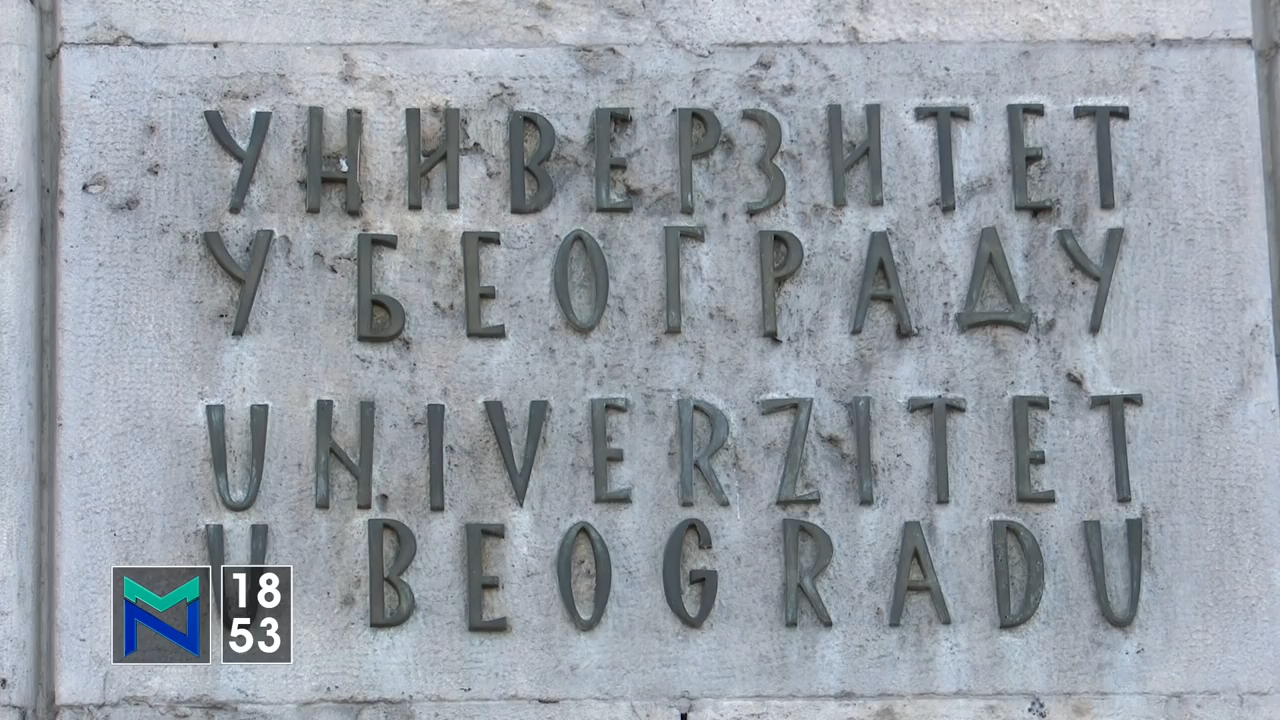 УНИВЕРЗИТЕТ
У БЕОГРАДУ
UNIVERZITET
U BEOGRADU
18
53